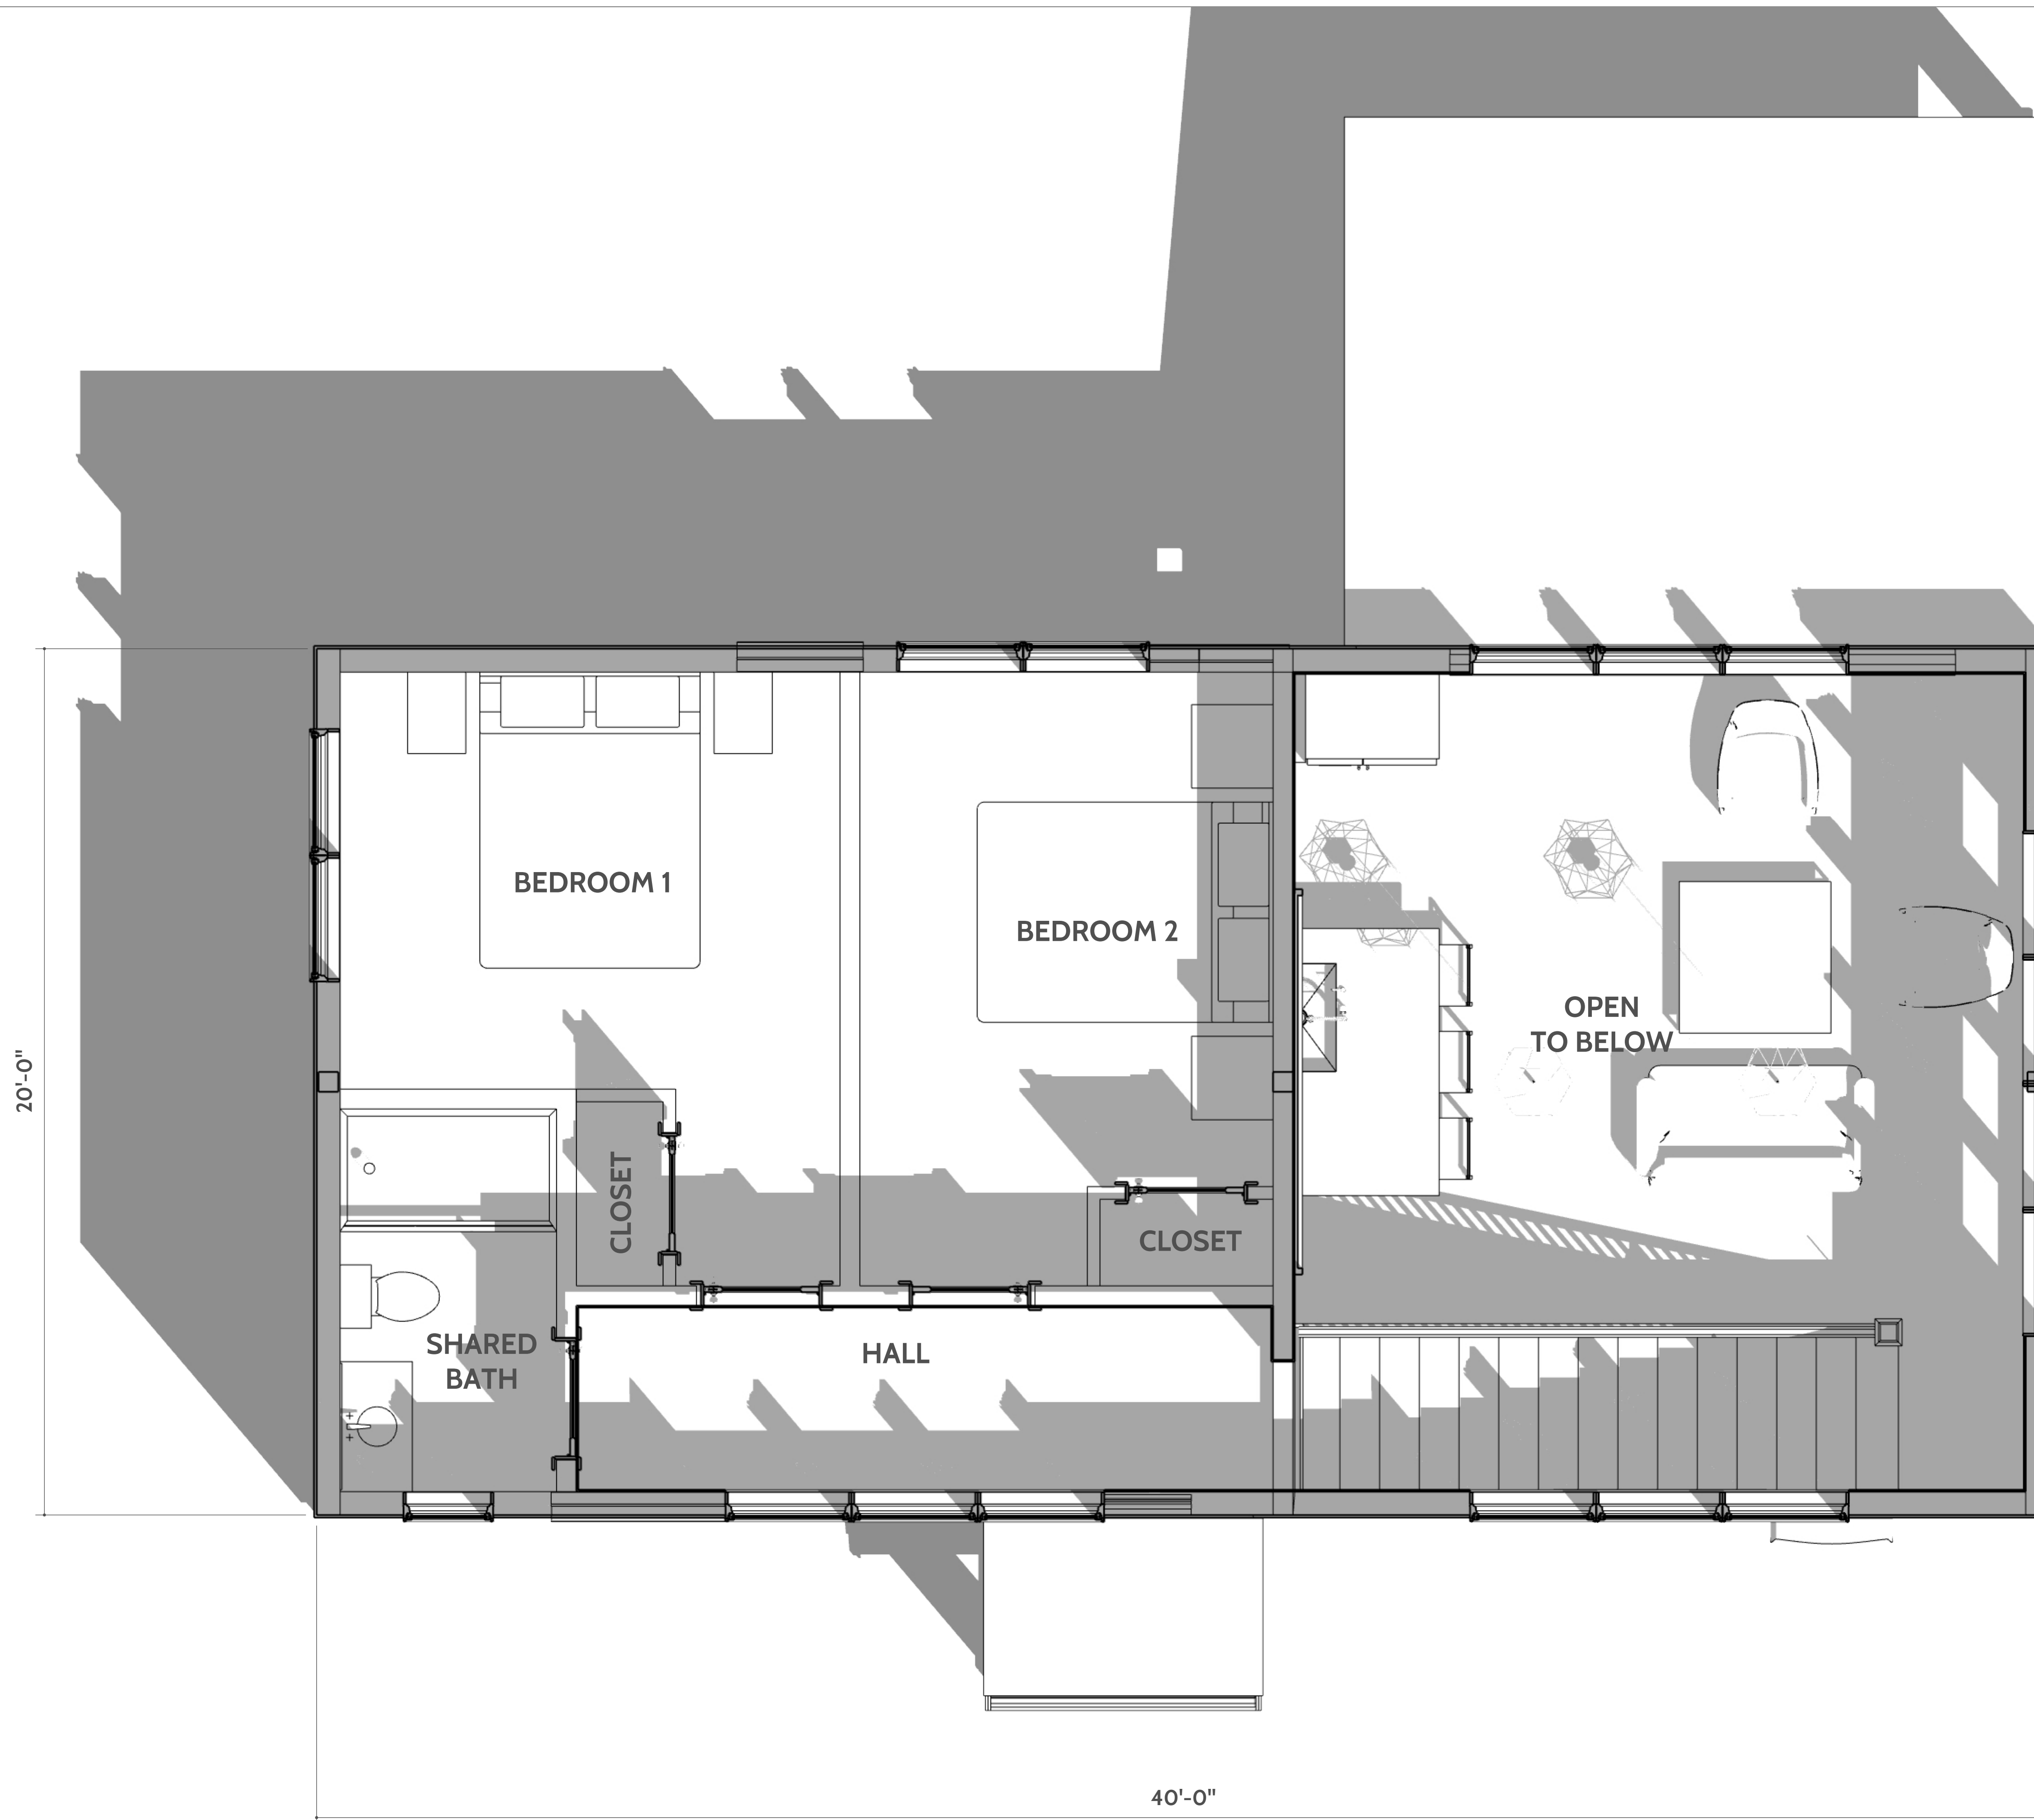 BEDROOM 1
BEDROOM 2
OPEN
TO BELOW
20'-0"
CLOSET
CLOSET
SHARED
BATH
HALL
40'-0"